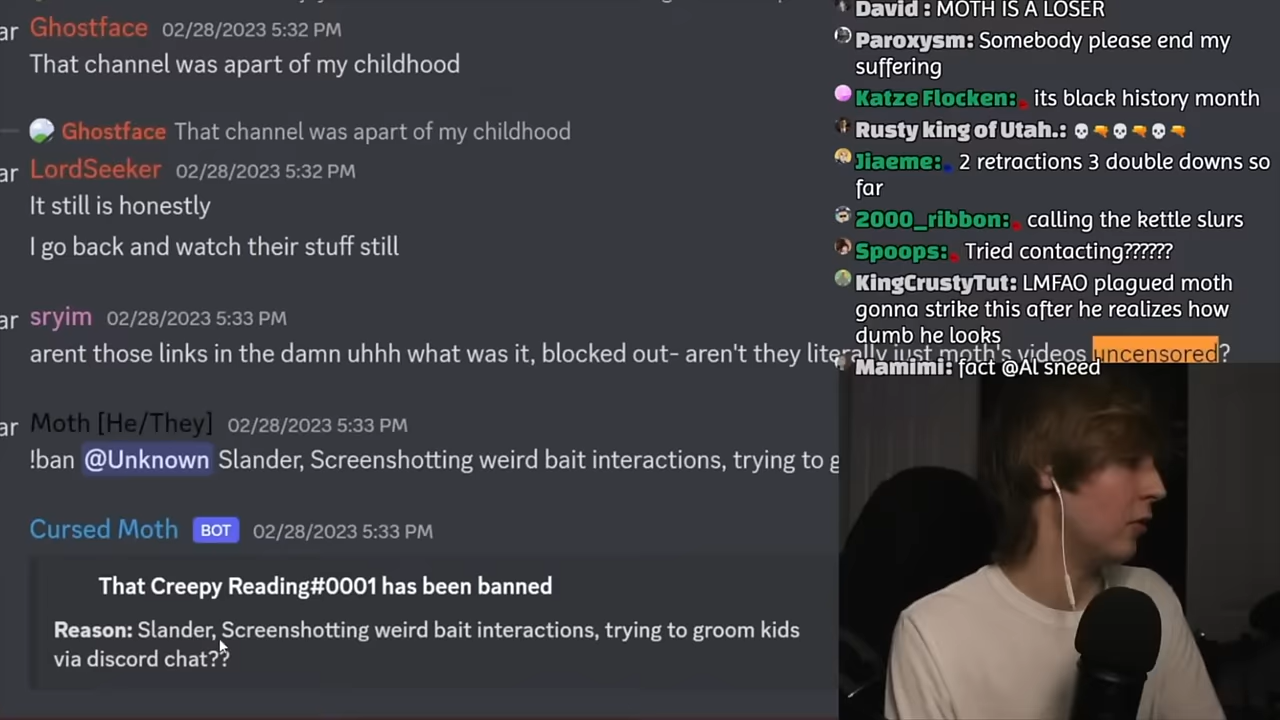 Ghostface 02/28/2023 5:32 PM
That channel was apart of my childhood
Ghostface That channel was apart of my childhood
ar LordSeeker 02/28/2023 5:32 PM
It still is honestly
I go back and watch their stuff still
ar sryim 02/28/2023 5:33 PM
arent those links in the damn uhhh what was it, blocked out- aren't they literally just moth's videos uncensored?
ar Moth [He/They] 02/28/2023 5:33 PM
!ban @Unknown Slander, Screenshotting weird bait interactions, trying to g
Cursed Moth BOT 02/28/2023 5:33 PM
That Creepy Reading#0001 has been banned
Reason: Slander, Screenshotting weird bait interactions, trying to groom kids
via discord chat??
David : MOTH IS A LOSER
Paroxysm: Somebody please end my
suffering
Katze Flocken: its black history month
Rusty king of Utah.: 💀🔫💀🔫💀🔫
Jiaeme: 2 retractions 3 double downs so
far
2000_ribbon: calling the kettle slurs
Spoops: Tried contacting??????
KingCrustyTut: LMFAO plagued moth
gonna strike this after he realizes how
dumb he looks
Mamimi: fact @Al sneed